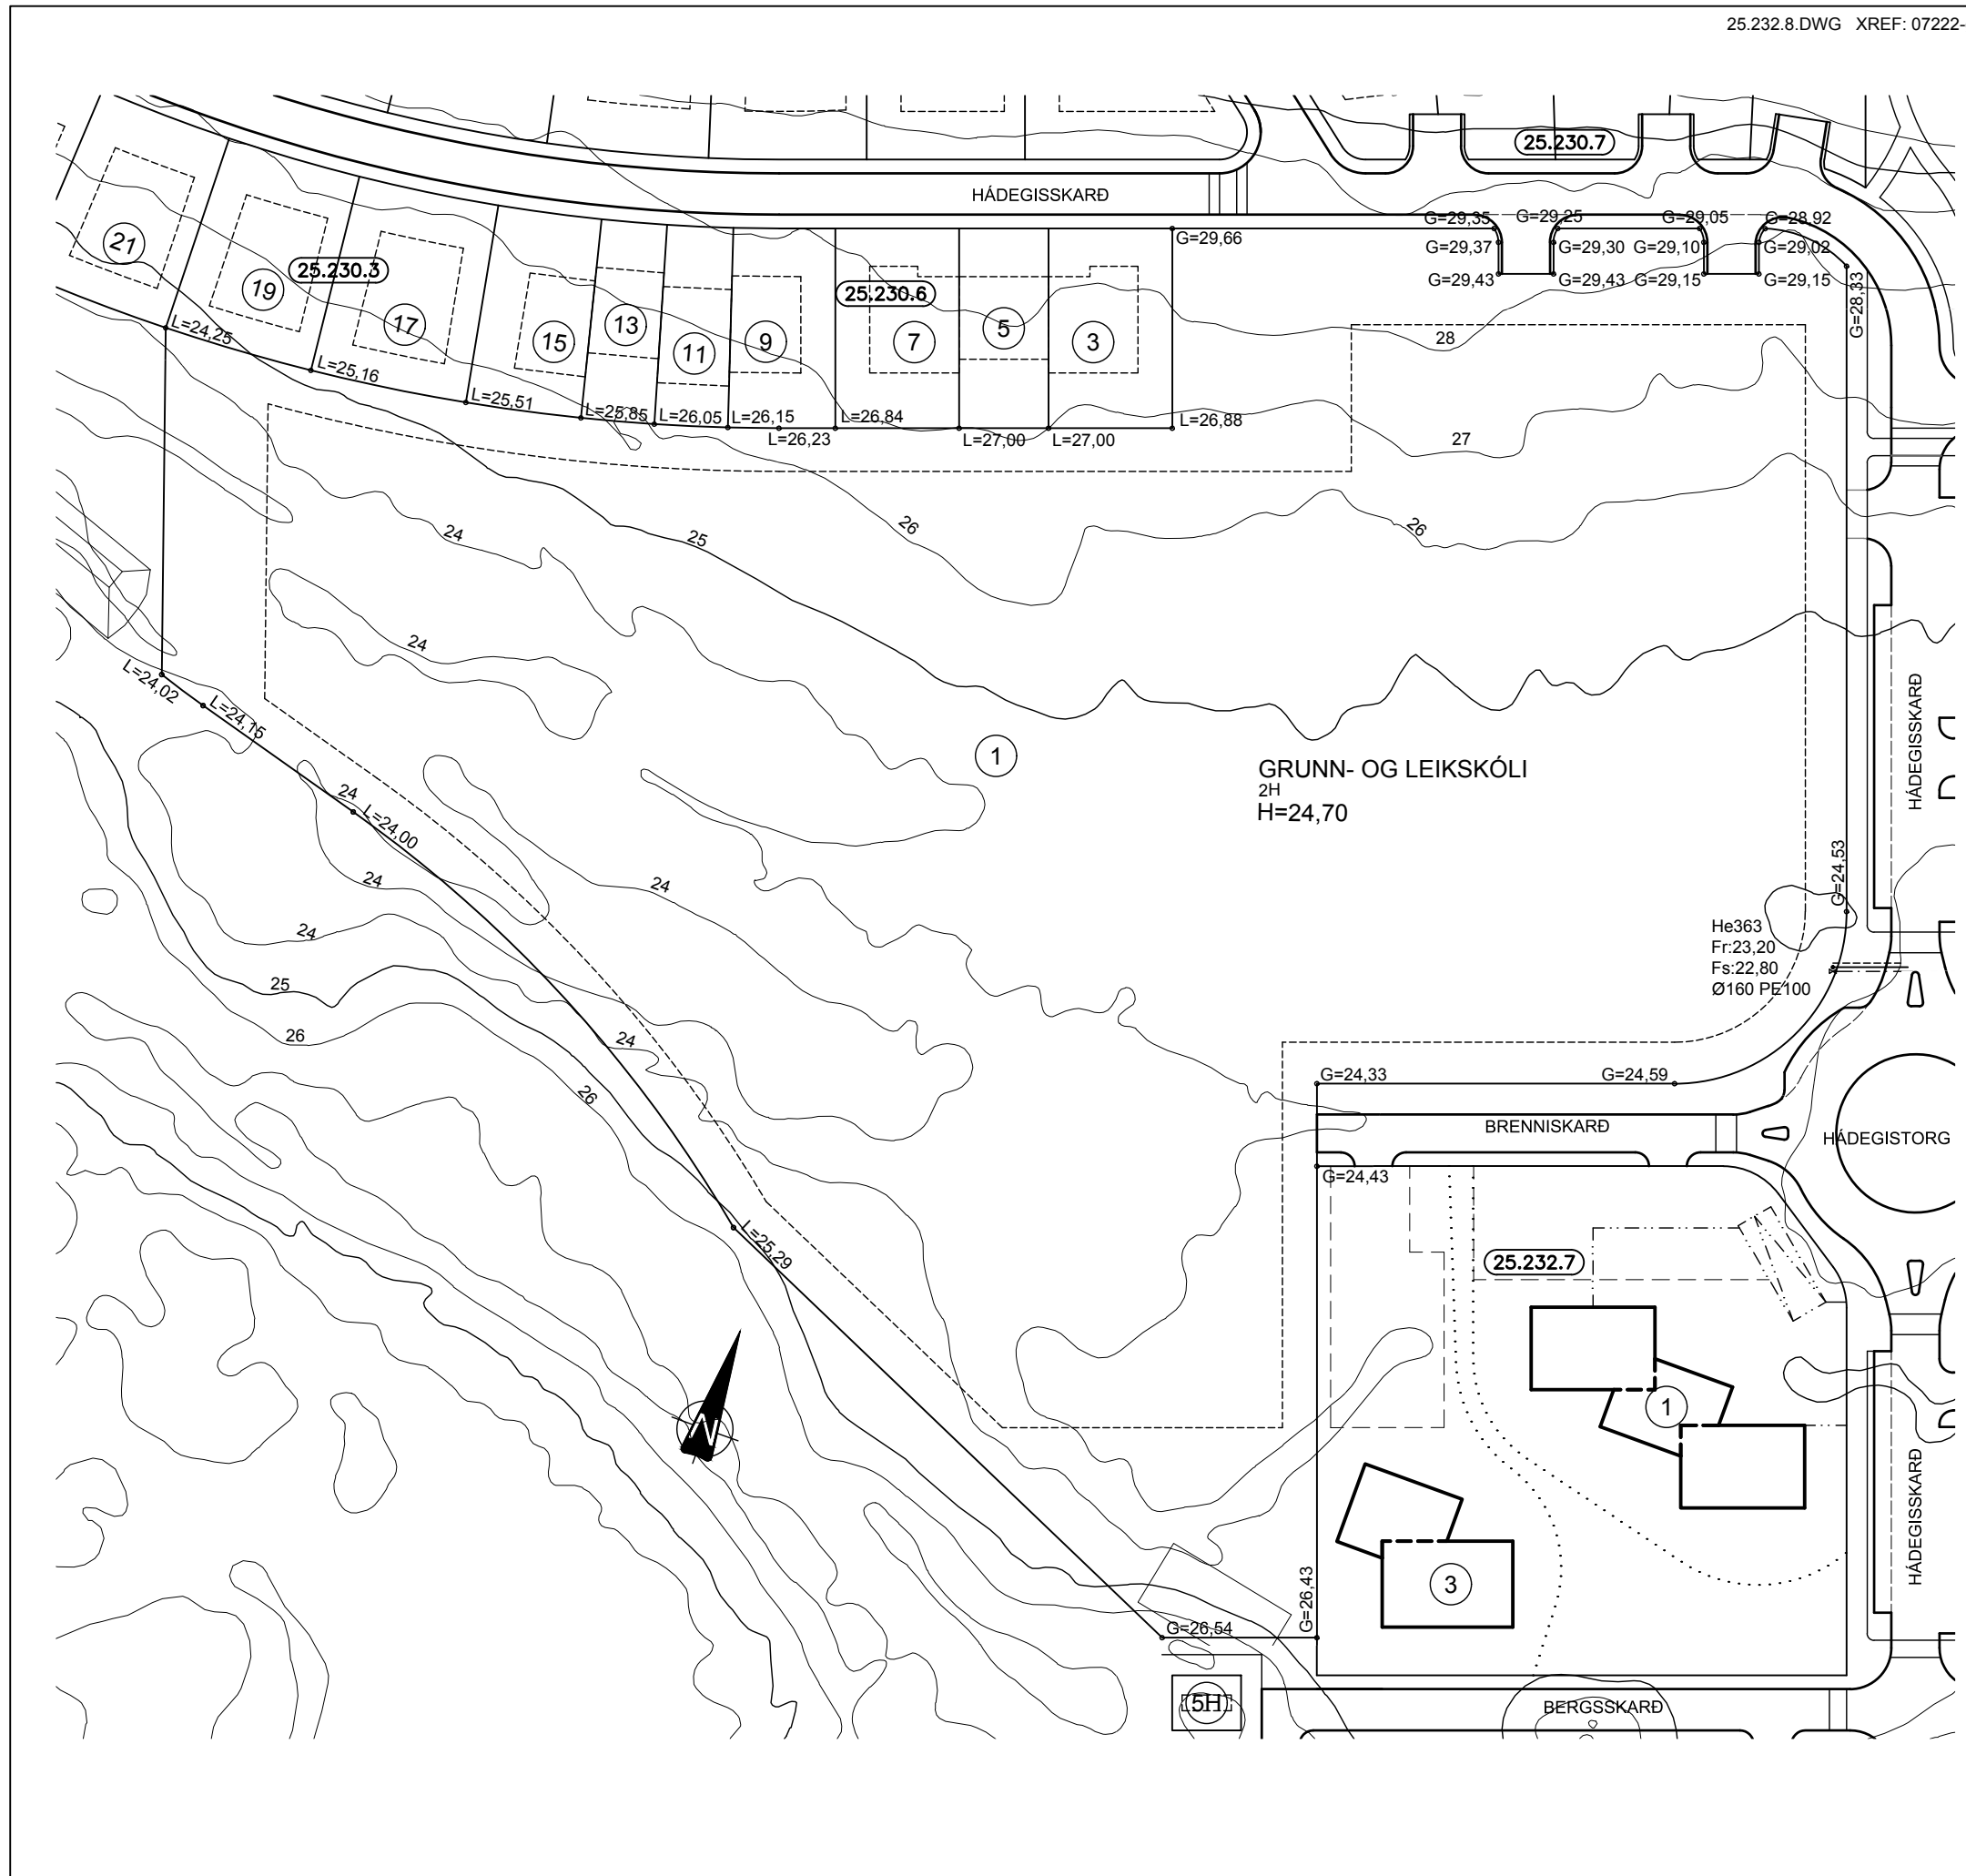 25.232.8.DWG XREF: 07222-
25.230.7
HÁDEGISSKARÐ
G=29,35
G=29,25
G=29,05
G=28,92
G=29,66
G=29,37
G=29,30
G=29,10
G=29,02
G=29,43
G=29,43
G=29,15
G=29,15
G=28,33
21
19
25.230.3
17
15
13
11
9
25.230.6
7
5
3
28
L=24,25
L=25,16
L=25,51
L=25,85
L=26,05
L=26,15
L=26,84
L=26,88
L=26,23
L=27,00
L=27,00
27
24
25
26
26
24
L=24,02
L=24,15
1
GRUNN- OG LEIKSKÓLI
2H
H=24,70
HÁDEGISSKARÐ
24
L=24,00
24
24
24
G=24,53
He363
Fr:23,20
Fs:22,80
Ø160 PE100
25
26
24
26
G=24,33
G=24,59
BRENNISKARÐ
HÁDEGISTORG
G=24,43
L=25,29
25.232.7
N
1
3
HÁDEGISSKARÐ
G=26,43
G=26,54
5H
BERGSSKARÐ